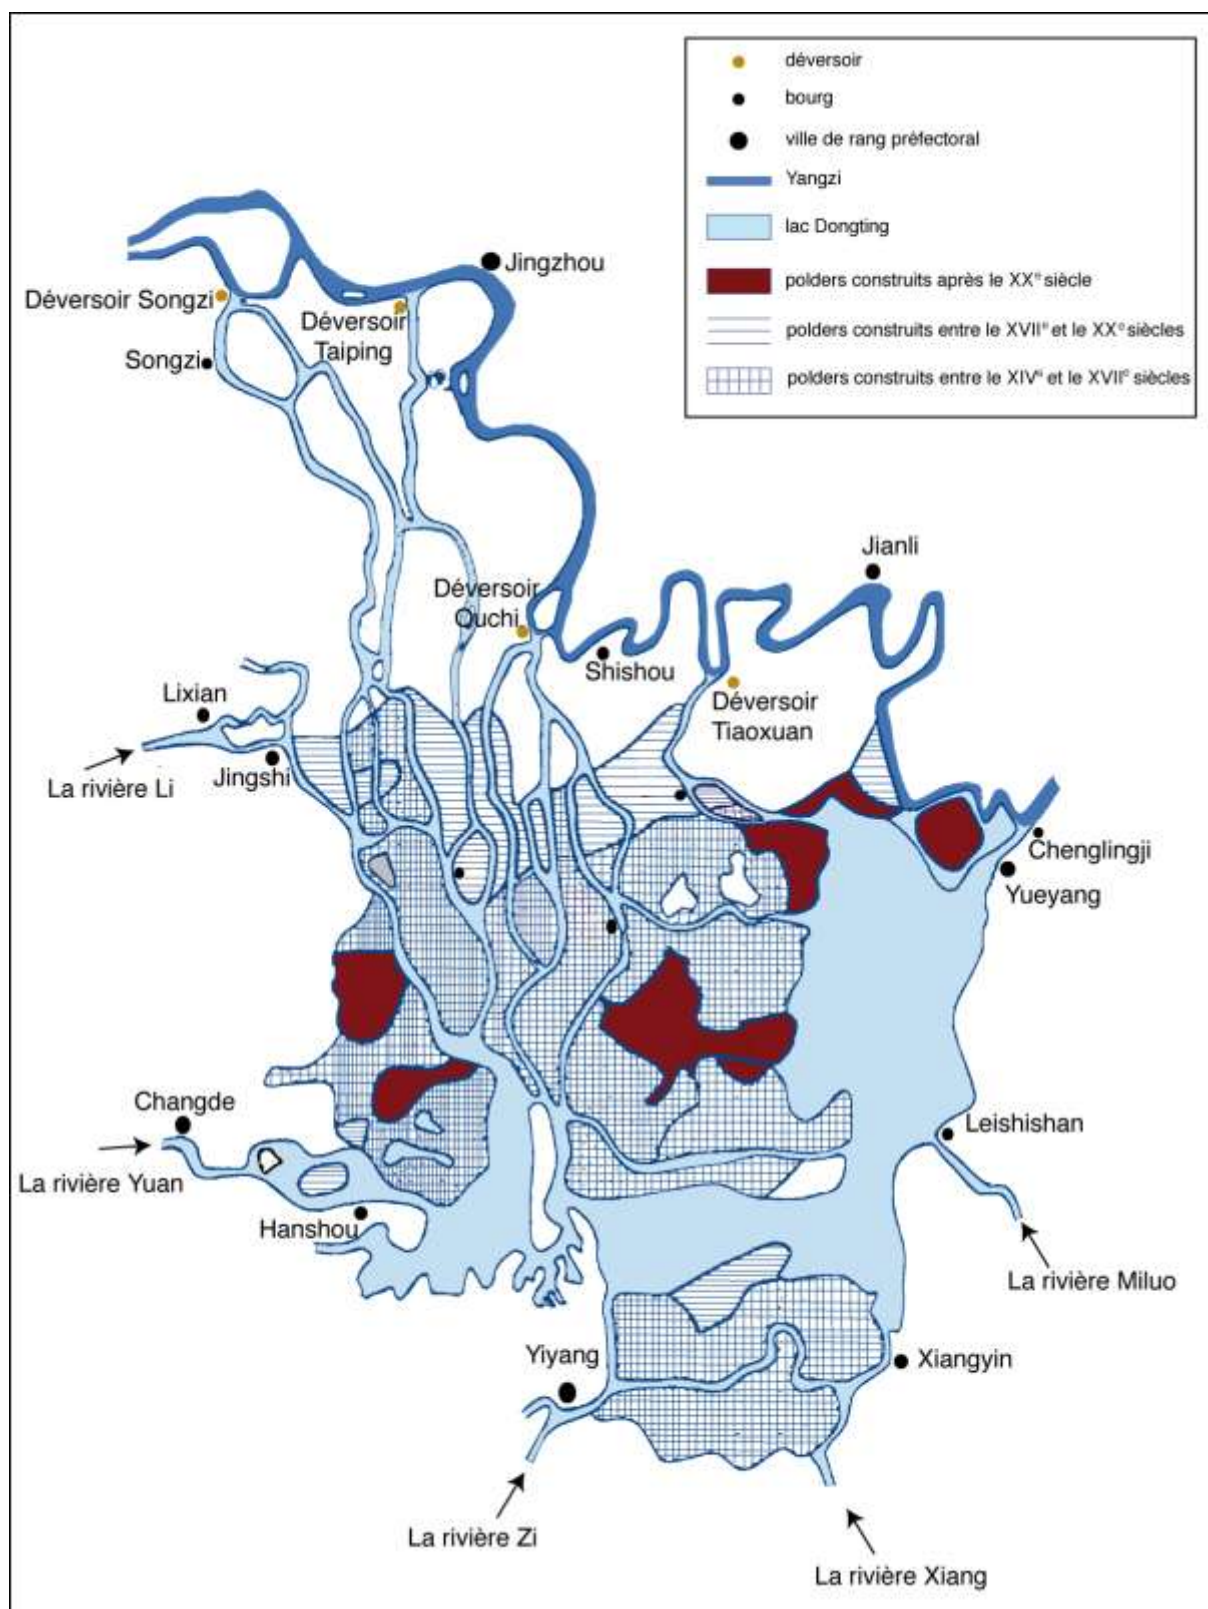 déversoir
bourg
ville de rang préfectoral
Yangzi
lac Dongting
polders construits après le XXe siècle
polders construits entre le XVIIe et le XXe siècles
polders construits entre le XIVe et le XVIIe siècles
Jingzhou
Déversoir Songzi
Déversoir
Taiping
Songzi
Jianli
Déversoir
Ouchi
Shishou
Lixian
Déversoir
Tiaoxuan
Jingshi
La rivière Li
Chenglingji
Yueyang
Changde
Leishishan
La rivière Yuan
Hanshou
La rivière Miluo
Yiyang
Xiangyin
La rivière Zi
La rivière Xiang